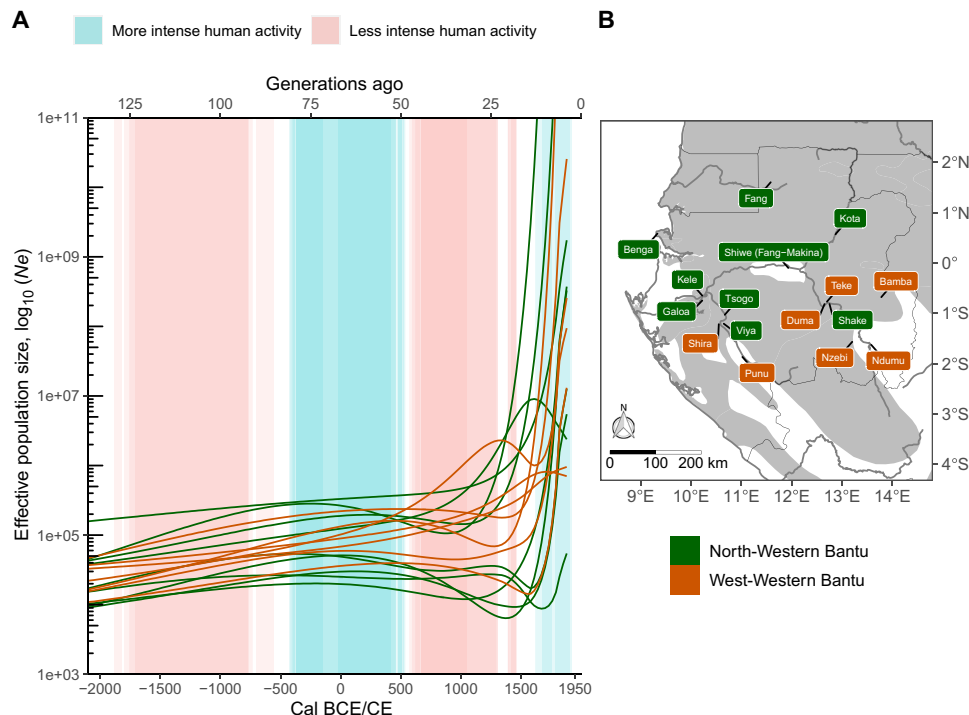 A
B
More intense human activity
Less intense human activity
Generations ago
125
100
75
50
25
0
1e+11
1e+09
1e+07
1e+05
1e+03
Effective population size, log10 (Ne)
−2000
−1500
−1000
−500
0
500
1000
1500
1950
Cal BCE/CE
Fang
Kota
Benga
Shiwe (Fang−Makina)
Kele
Teke
Bamba
Tsogo
Galoa
Duma
Shake
Viya
Shira
Nzebi
Ndumu
Punu
2°N
1°N
0°
1°S
2°S
3°S
4°S
N
0 100 200 km
9°E
10°E
11°E
12°E
13°E
14°E
North−Western Bantu
West−Western Bantu